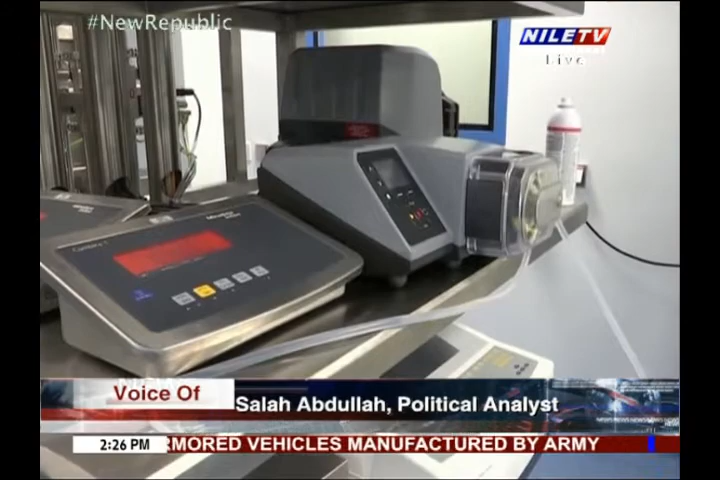 #NewRepublic
NILETV
Live
Voice Of
Salah Abdullah, Political Analyst
2:26 PM
RMORED VEHICLES MANUFACTURED BY ARMY